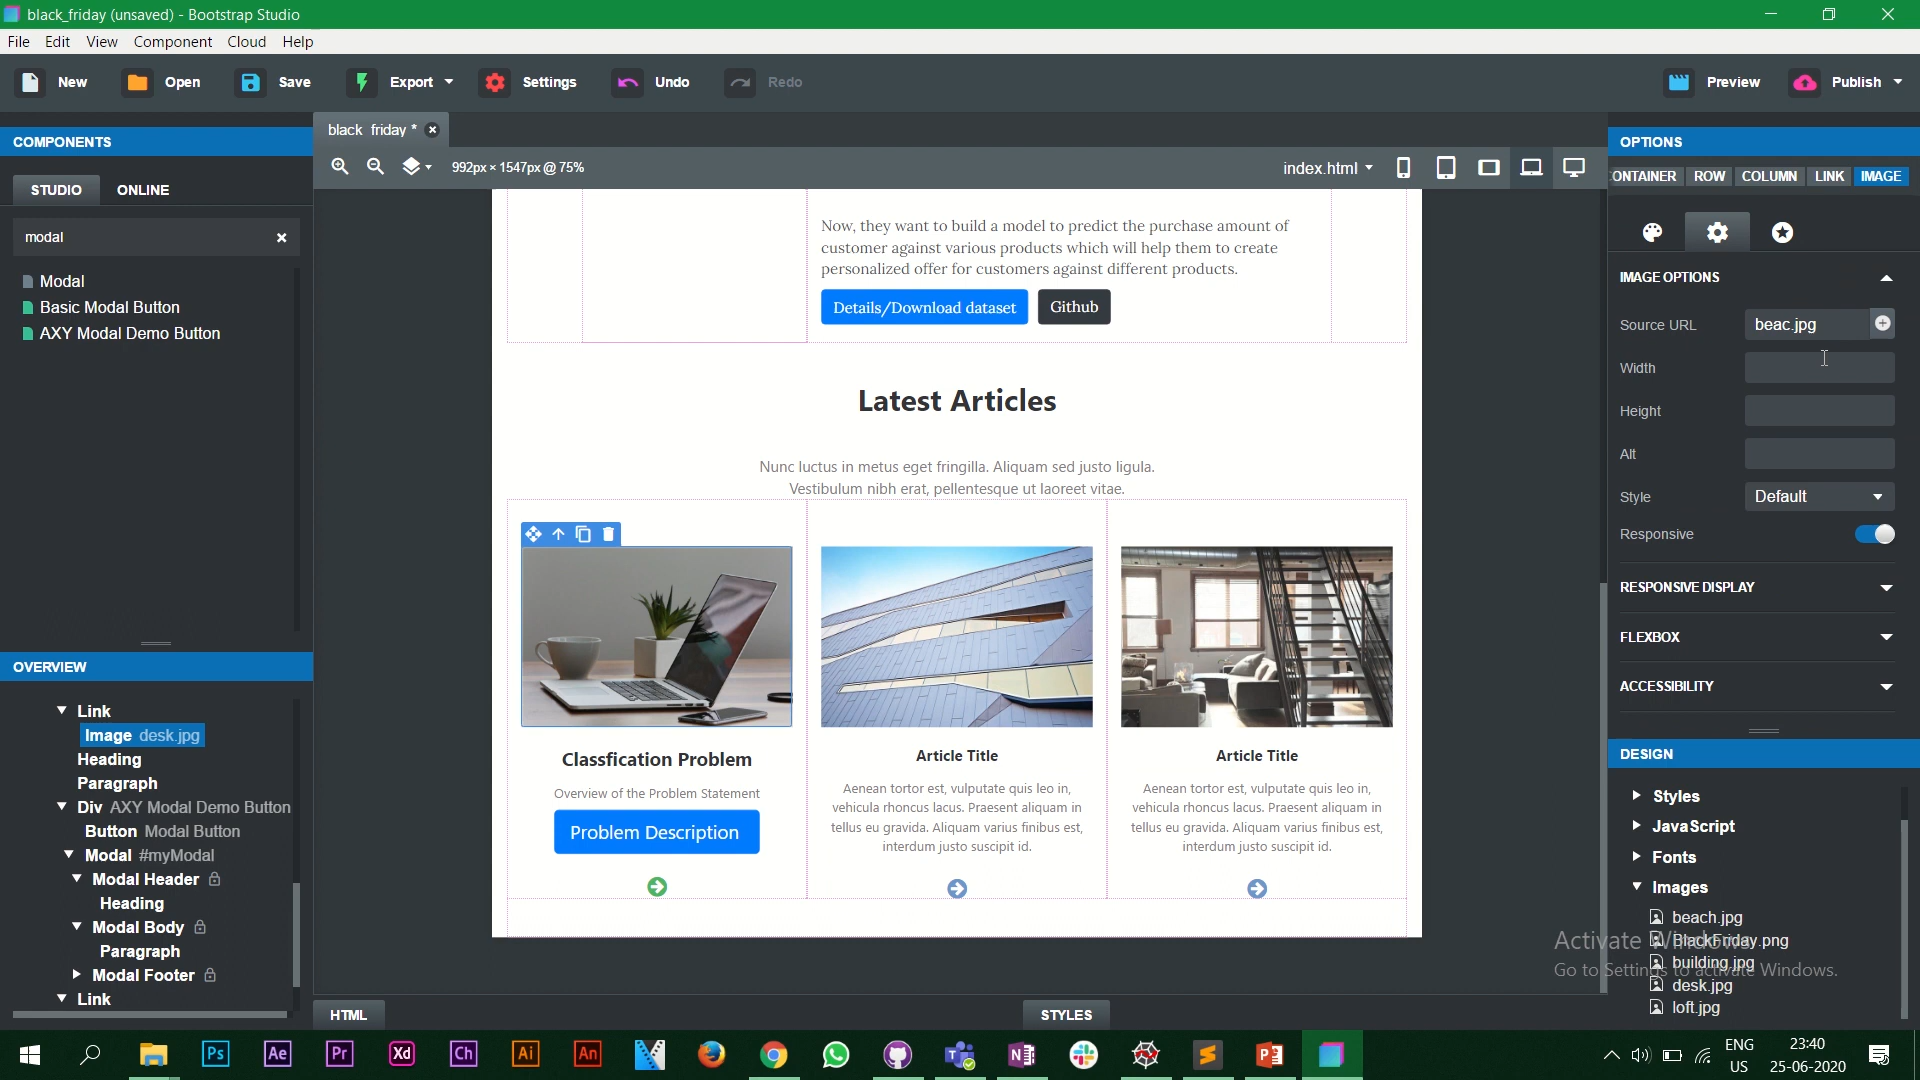 black_friday (unsaved) - Bootstrap Studio
File Edit View Component Cloud Help
New Open Save Export Settings Undo Redo Preview Publish
COMPONENTS
black friday *
OPTIONS
992px × 1547px @ 75%
index.html
STUDIO ONLINE
ONTAINER ROW COLUMN LINK IMAGE
modal
Modal
Basic Modal Button
AXY Modal Demo Button
Now, they want to build a model to predict the purchase amount of
customer against various products which will help them to create
personalized offer for customers against different products.
Details/Download dataset Github
Latest Articles
Nunc luctus in metus eget fringilla. Aliquam sed justo ligula.
Vestibulum nibh erat, pellentesque ut laoreet vitae.
Classfication Problem
Overview of the Problem Statement
Problem Description
Article Title
Aenean tortor est, vulputate quis leo in,
vehicula rhoncus lacus. Praesent aliquam in
tellus eu gravida. Aliquam varius finibus est,
interdum justo suscipit id.
Article Title
Aenean tortor est, vulputate quis leo in,
vehicula rhoncus lacus. Praesent aliquam in
tellus eu gravida. Aliquam varius finibus est,
interdum justo suscipit id.
IMAGE OPTIONS
Source URL beac.jpg
Width
Height
Alt
Style Default
Responsive
RESPONSIVE DISPLAY
FLEXBOX
ACCESSIBILITY
DESIGN
Styles
JavaScript
Fonts
Images
beach.jpg
BlackFriday.png
building.jpg
desk.jpg
loft.jpg
Activate Windows
Go to Settings to activate Windows.
OVERVIEW
Link
Image desk.jpg
Heading
Paragraph
Div AXY Modal Demo Button
Button Modal Button
Modal #myModal
Modal Header
Heading
Modal Body
Paragraph
Modal Footer
Link
HTML STYLES
Ps Ae Pr Xd Ch Ai An
ENG
US
23:40
25-06-2020